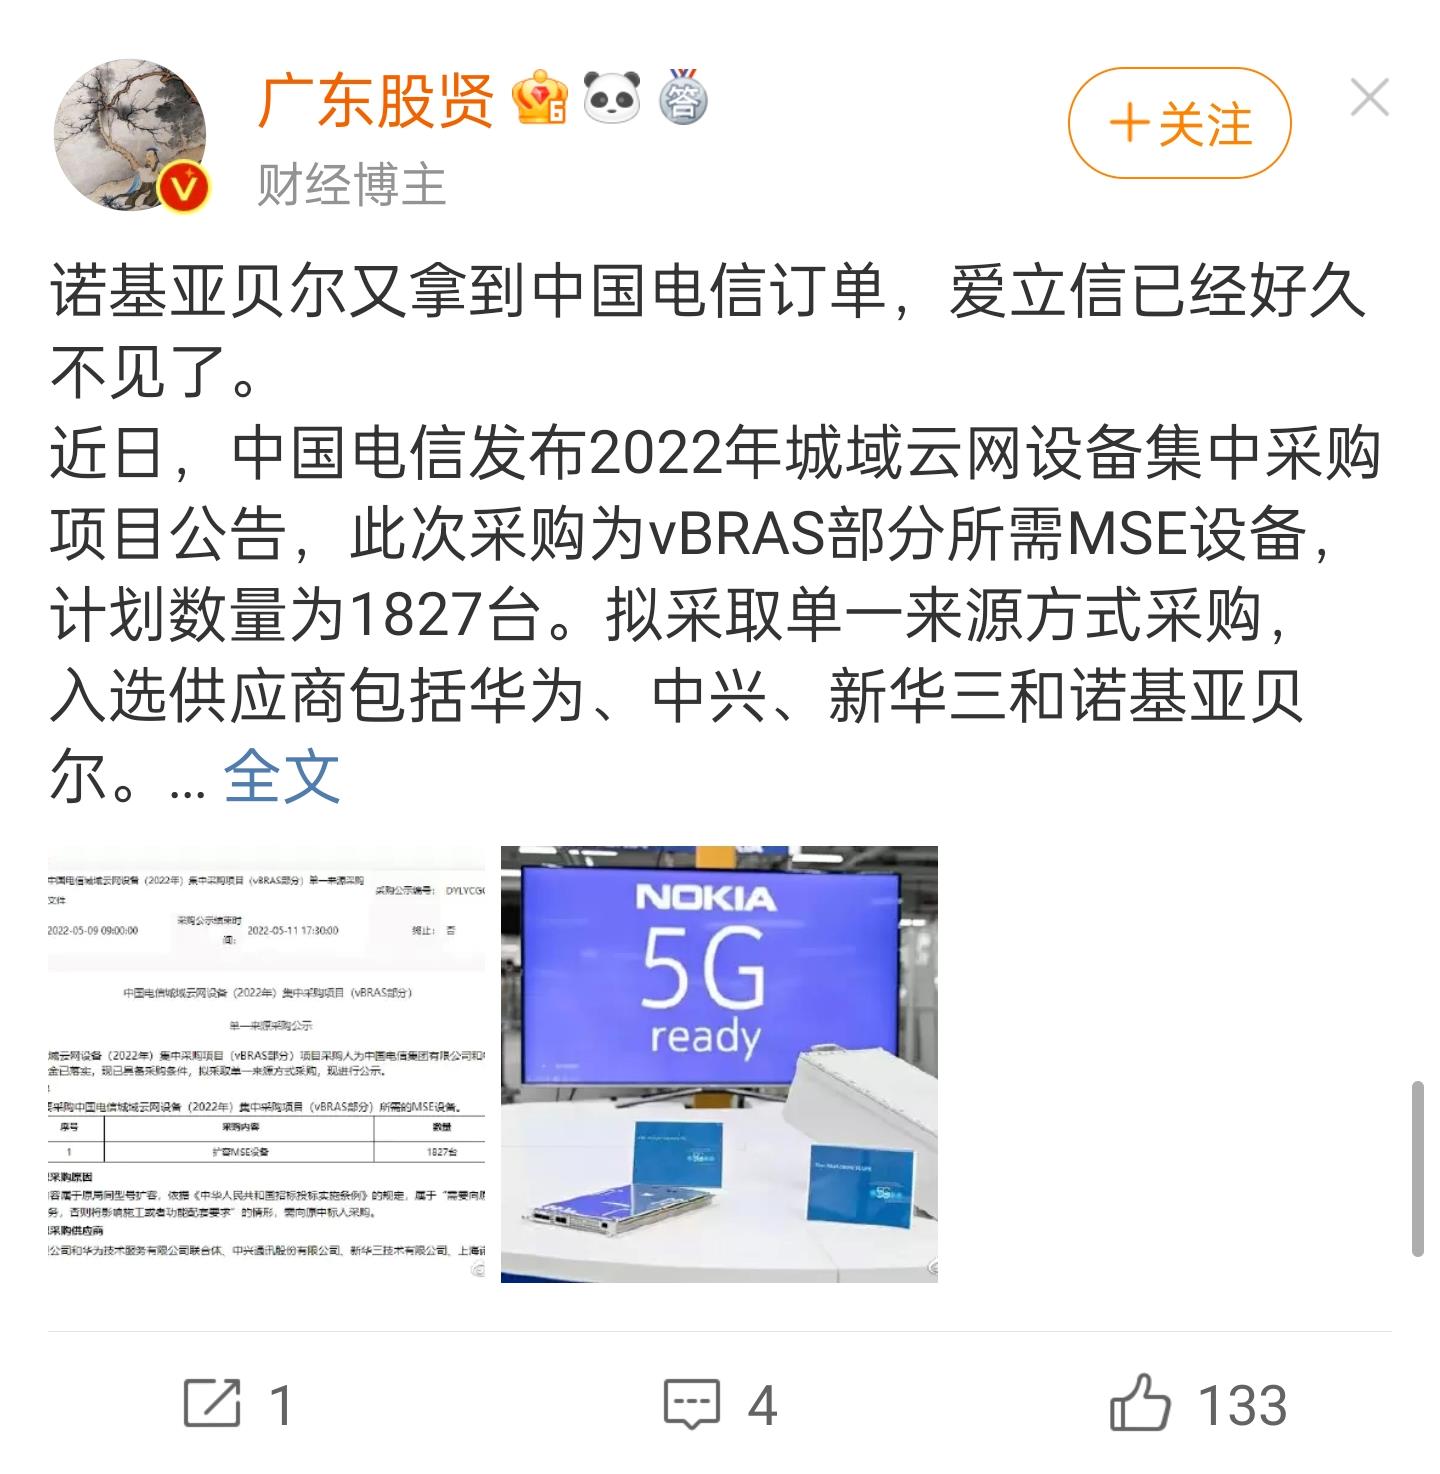 广东股贤
6
答
财经博主
V
+关注
诺基亚贝尔又拿到中国电信订单，爱立信已经好久
不见了。
近日，中国电信发布2022年城域云网设备集中采购
项目公告，此次采购为vBRAS部分所需MSE设备，
计划数量为1827台。拟采取单一来源方式采购，
入选供应商包括华为、中兴、新华三和诺基亚贝
尔。... 全文
中国电信城域云网设备（2022年）集中采购项目（vBRAS部分）单一来源采购
文件
采购公示编号： DYLYCG
2022-05-09 09:00:00
采购公示结束时
间：
2022-05-11 17:30:00
终止： 否
中国电信城域云网设备（2022年）集中采购项目（vBRAS部分）
单一来源采购公示
域云网设备（2022年）集中采购项目（vBRAS部分）项目采购人为中国电信集团有限公司和
金已落实，现已具备采购条件，拟采取单一来源方式采购，现进行公示。
采购中国电信城域云网设备（2022年）集中采购项目（vBRAS部分）所需的MSE设备。
序号 采购内容 数量
1 扩容MSE设备 1827台
采购原因
容属于原局同型号扩容，依据《中华人民共和国招标投标实施条例》的规定，属于“需要向
务，否则将影响施工或者功能配套要求”的情形，需向原中标人采购。
采购供应商
公司和华为技术服务有限公司联合体、中兴通讯股份有限公司、新华三技术有限公司、上海
NOKIA
5G
ready
5G
5G
1
4
133